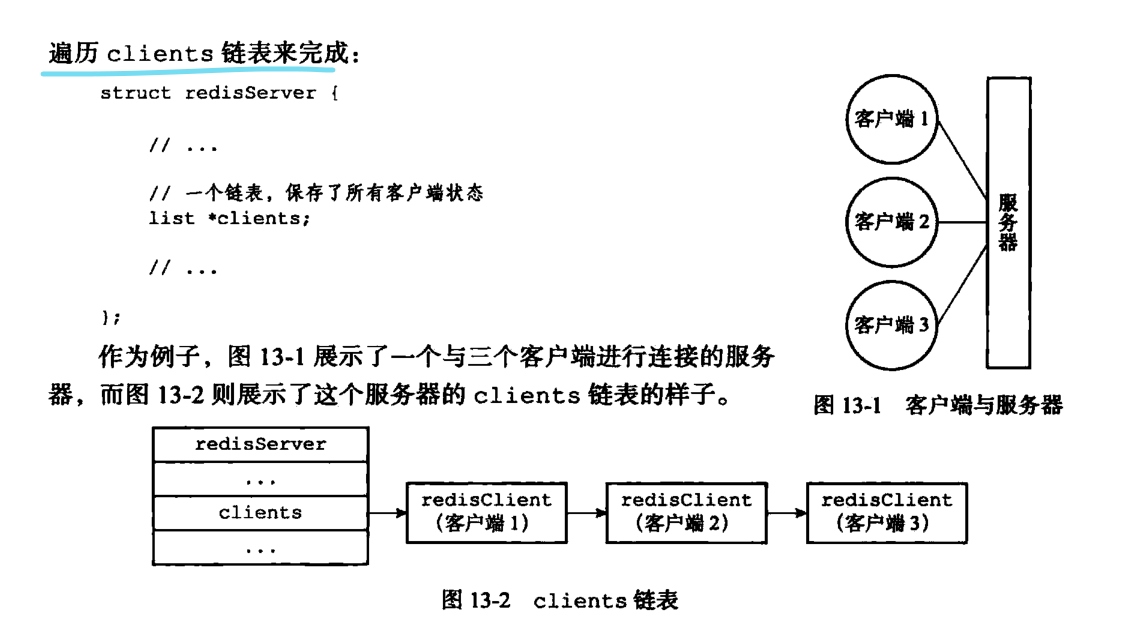 遍历 clients 链表来完成：
struct redisServer {
// ...
// 一个链表，保存了所有客户端状态
list *clients;
// ...
};
作为例子，图 13-1 展示了一个与三个客户端进行连接的服务
器，而图 13-2 则展示了这个服务器的 clients 链表的样子。
客户端 1
客户端 2
客户端 3
服务器
图 13-1 客户端与服务器
redisServer
...
clients
...
redisClient
（客户端 1）
redisClient
（客户端 2）
redisClient
（客户端 3）
图 13-2 clients 链表